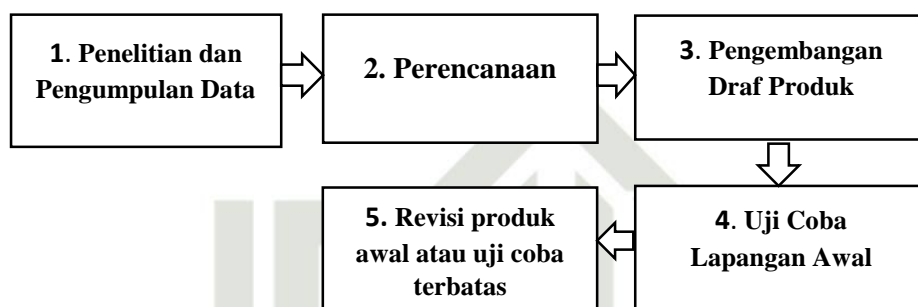 1. Penelitian dan
Pengumpulan Data
2. Perencanaan
3. Pengembangan
Draf Produk
4. Uji Coba
Lapangan Awal
5. Revisi produk
awal atau uji coba
terbatas